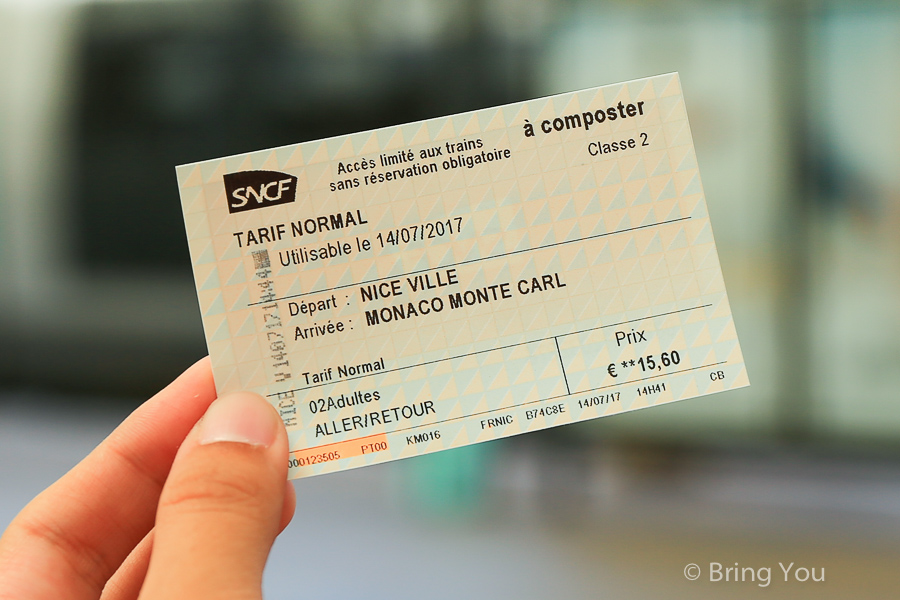 SNCF
Accès limité aux trains
sans réservation obligatoire
à composter
Classe 2
TARIF NORMAL
Utilisable le 14/07/2017
Départ : NICE VILLE
Arrivée : MONACO MONTE CARL
Tarif Normal
02Adultes
ALLER/RETOUR
Prix
€ **15,60
000123505 PT00 KM016 FRNIC B74C8E 14/07/17 14H41 CB
© Bring You